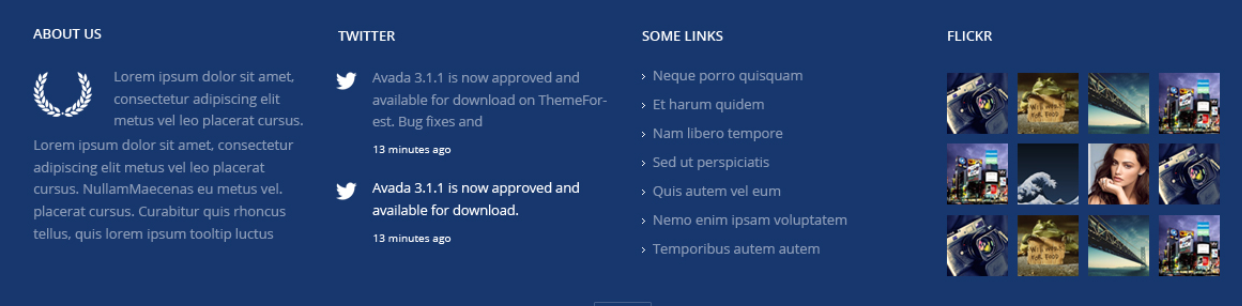 ABOUT US
Lorem ipsum dolor sit amet,
consectetur adipiscing elit
metus vel leo placerat cursus.
Lorem ipsum dolor sit amet, consectetur
adipiscing elit metus vel leo placerat
cursus. NullamMaecenas eu metus vel.
placerat cursus. Curabitur quis rhoncus
tellus, quis lorem ipsum tooltip luctus
TWITTER
Avada 3.1.1 is now approved and
available for download on ThemeFor-
est. Bug fixes and
13 minutes ago
Avada 3.1.1 is now approved and
available for download.
13 minutes ago
SOME LINKS
Neque porro quisquam
Et harum quidem
Nam libero tempore
Sed ut perspiciatis
Quis autem vel eum
Nemo enim ipsam voluptatem
Temporibus autem autem
FLICKR